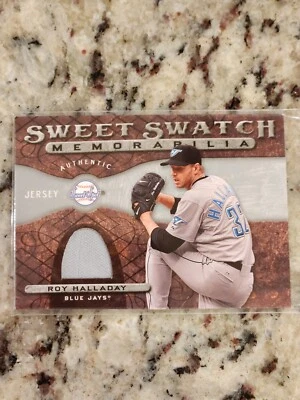 SWEET SWATCH
MEMORABILIA
AUTHENTIC
JERSEY
ROY HALLADAY
BLUE JAYS